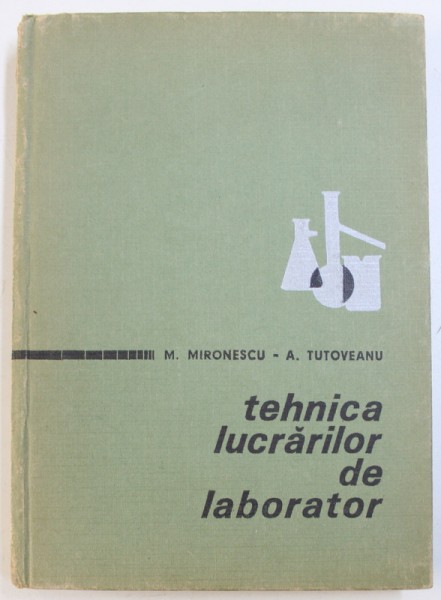 M. MIRONESCU - A. TUTOVEANU
tehnica
lucrărilor
de
laborator